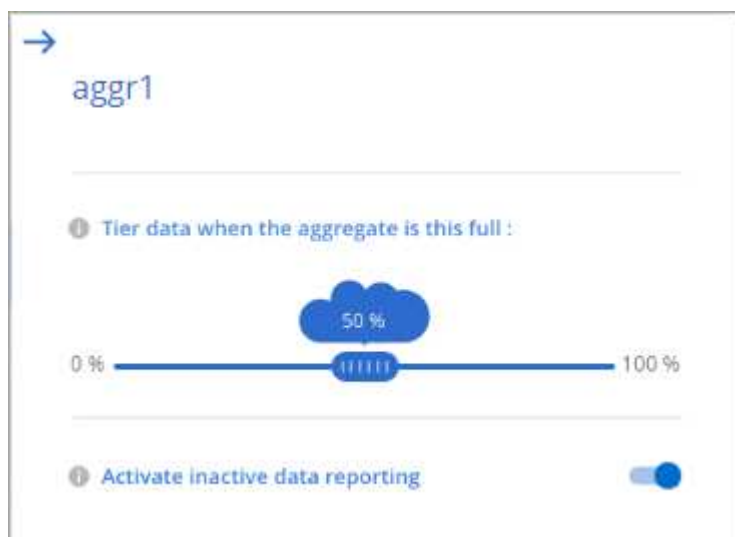 aggr1
Tier data when the aggregate is this full :
50 %
0 %
100 %
Activate inactive data reporting